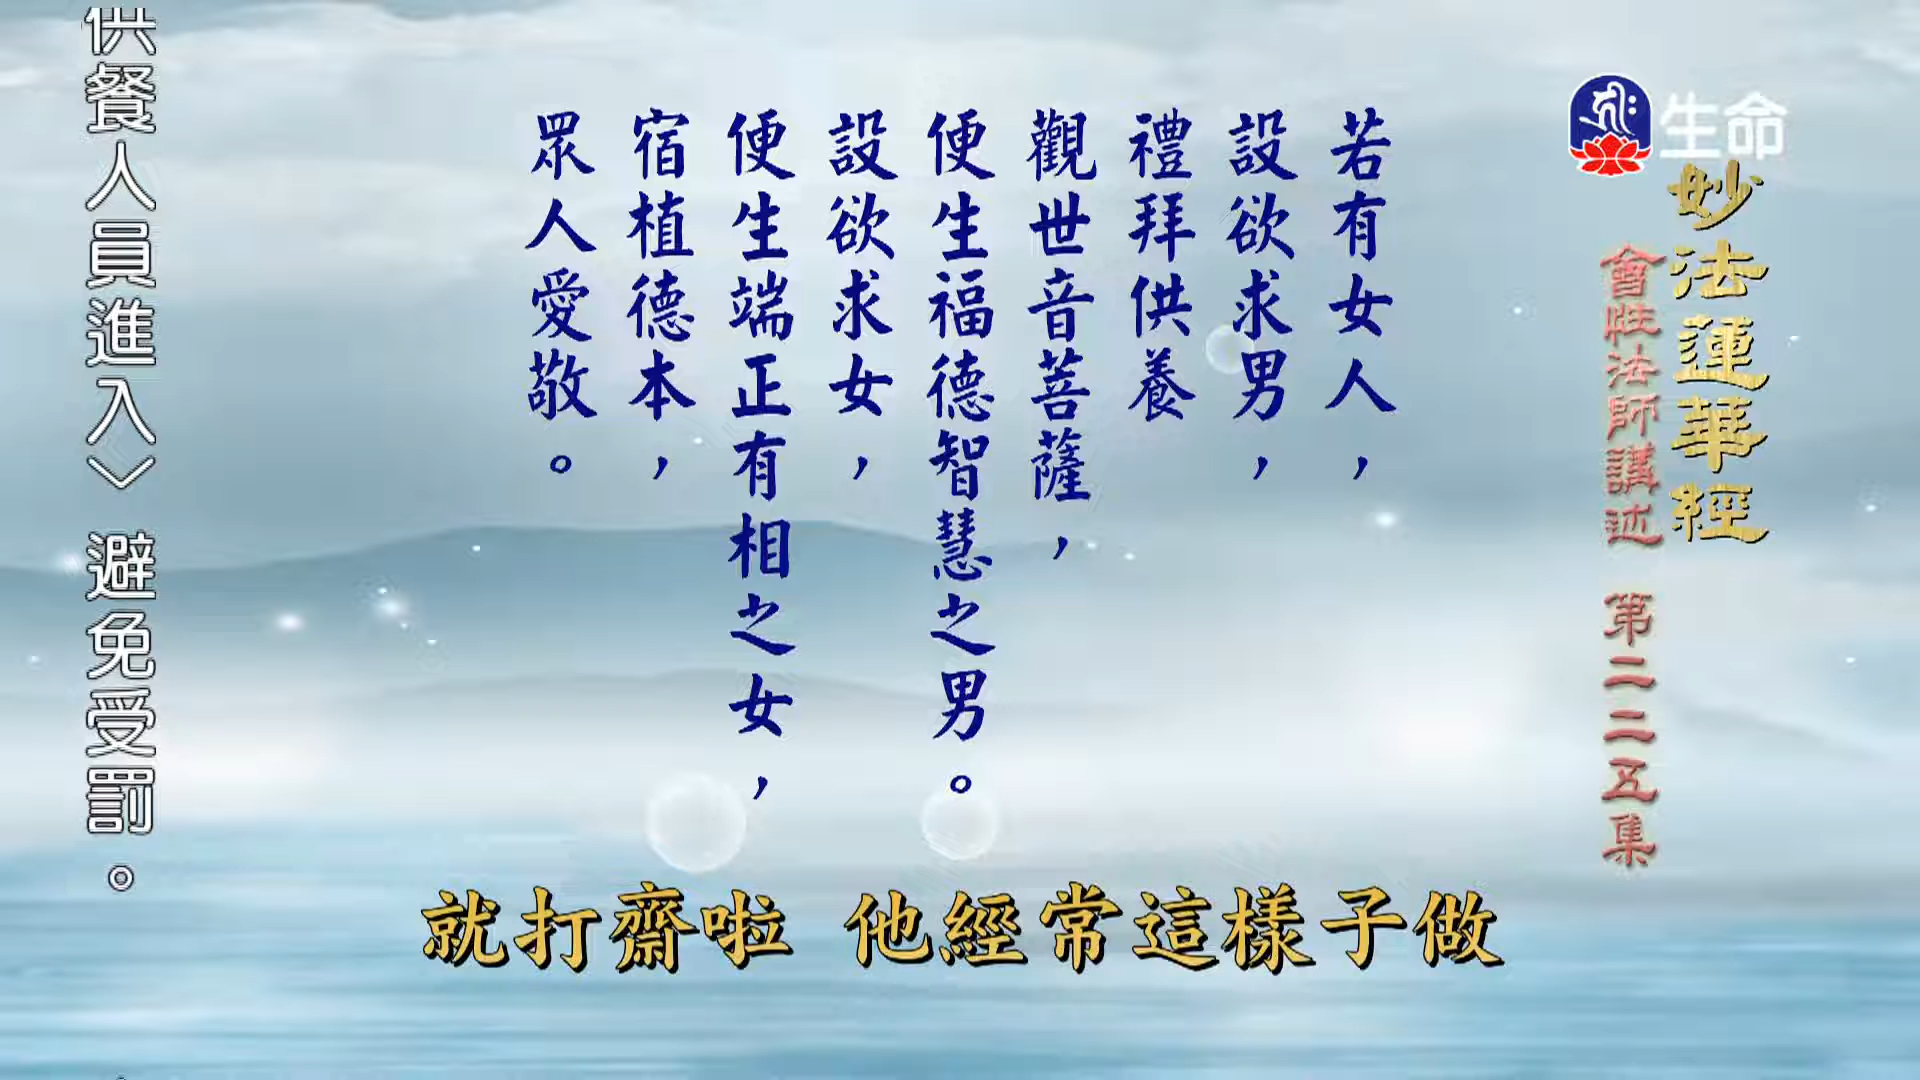 生命
妙法蓮華經
會性法師講述 第二二五集
若有女人，
設欲求男，
禮拜供養
觀世音菩薩，
便生福德智慧之男。
設欲求女，
便生端正有相之女，
宿植德本，
眾人愛敬。
供餐人員進入〉避免受罰。
就打齋啦 他經常這樣子做